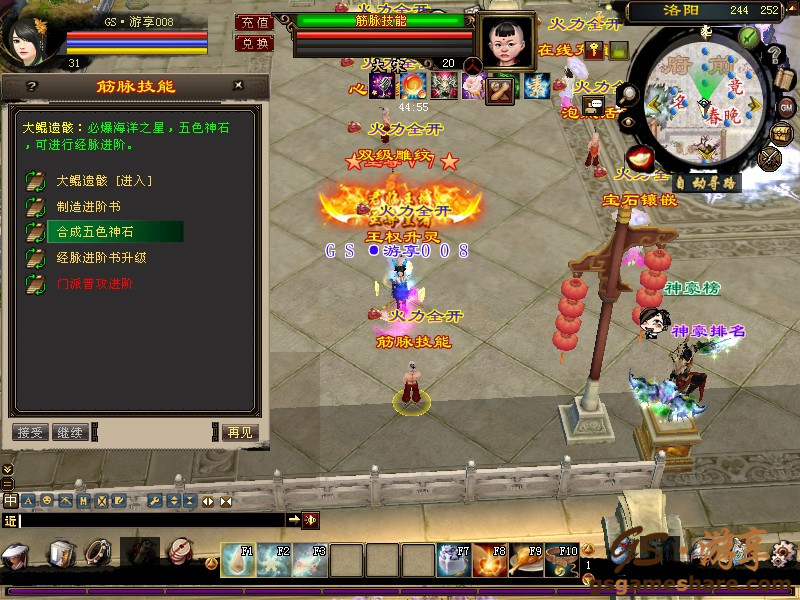 GS·游享008
31
充值
兑换
筋脉技能
20
44:55
洛阳 244 252
火力全开
自动寻路
GM
筋脉技能
大鲲遗骸：必爆海洋之星，五色神石
，可进行经脉进阶。
大鲲遗骸 [进入]
制造进阶书
合成五色神石
经脉进阶书升级
门派普攻进阶
接受
继续
再见
火力全开
双级雕纹
火力全开
王权升灵
GS●游享008
火力全开
筋脉技能
火力全开
宝石镶嵌
神豪榜
神豪排名
近
F1
F2
F3
F7
F8
F9
F10
1
GS·游享
gsgameshare.com